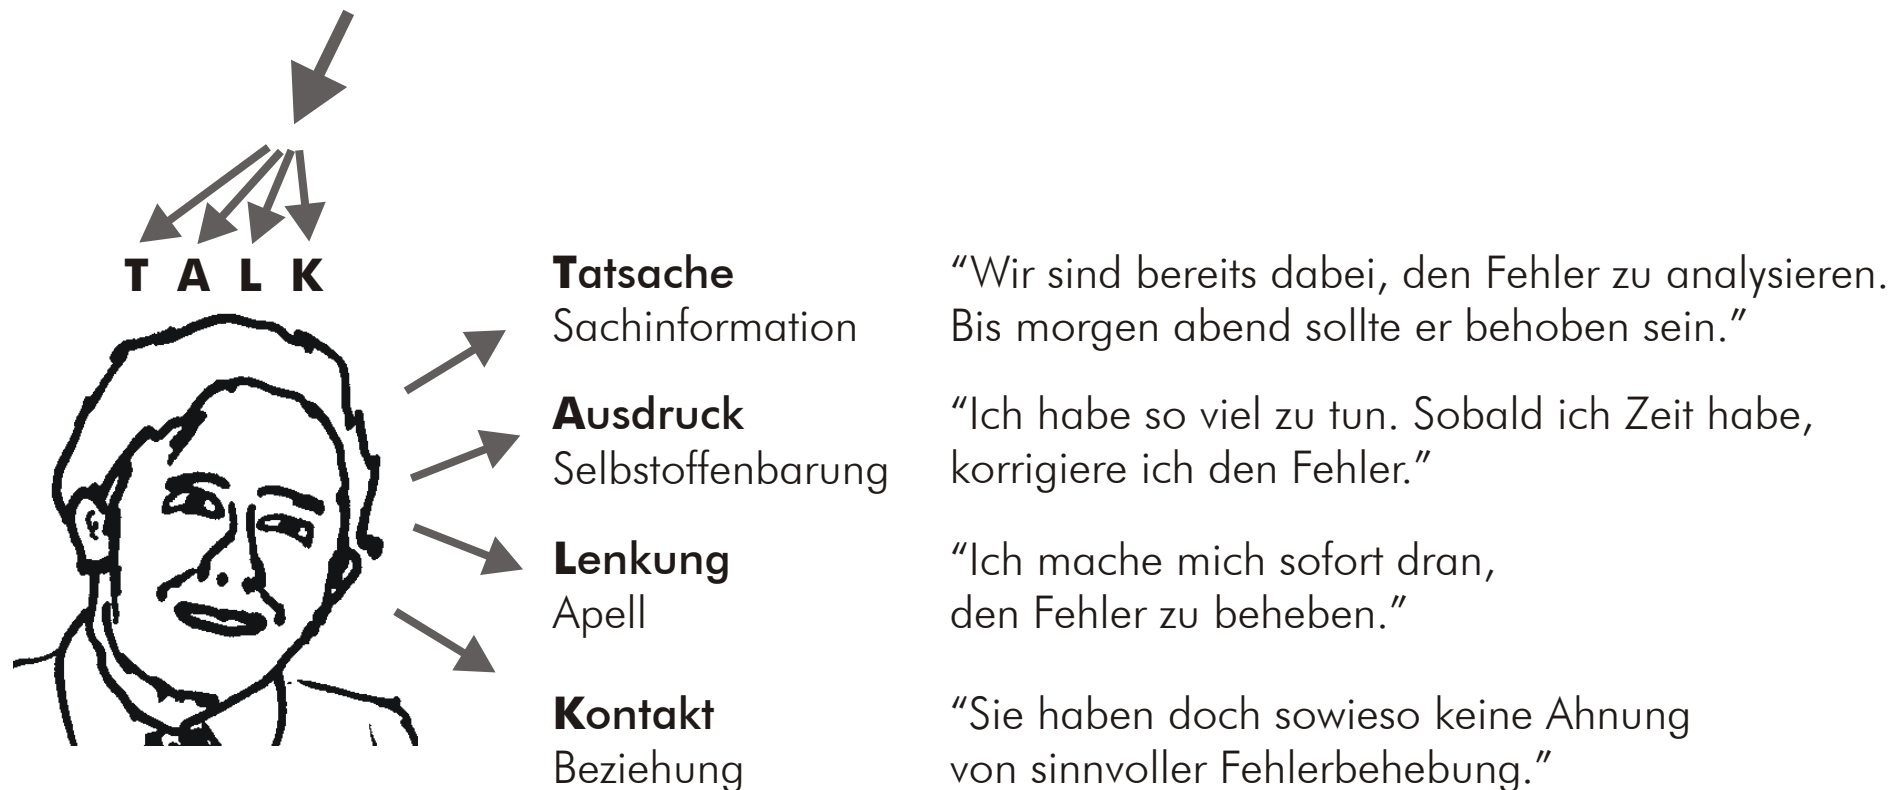 T A L K
Tatsache
Sachinformation
“Wir sind bereits dabei, den Fehler zu analysieren.
Bis morgen abend sollte er behoben sein.”
Ausdruck
Selbstoffenbarung
“Ich habe so viel zu tun. Sobald ich Zeit habe,
korrigiere ich den Fehler.”
Lenkung
Apell
“Ich mache mich sofort dran,
den Fehler zu beheben.”
Kontakt
Beziehung
“Sie haben doch sowieso keine Ahnung
von sinnvoller Fehlerbehebung.”